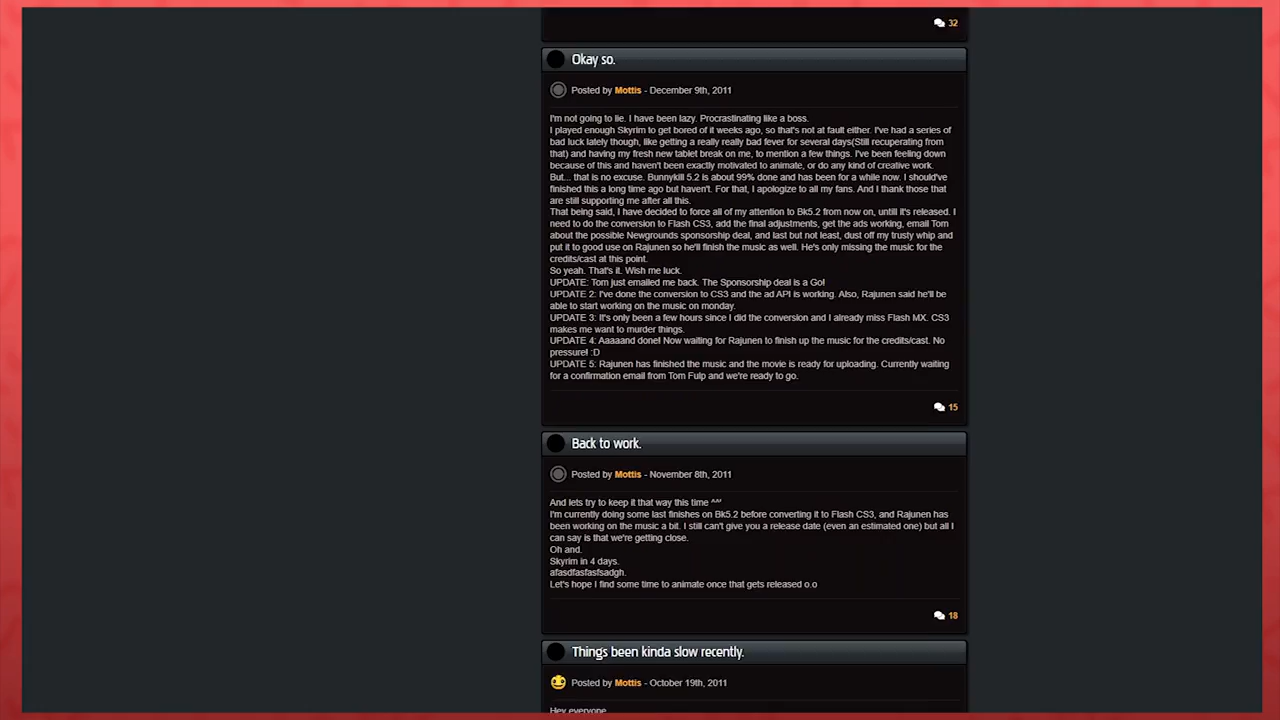 32
Okay so.
Posted by Mottis - December 9th, 2011
I'm not going to lie. I have been lazy. Procrastinating like a boss.
I played enough Skyrim to get bored of it weeks ago, so that's not at fault either. I've had a series of
bad luck lately though, like getting a really really bad fever for several days(Still recuperating from
that) and having my fresh new tablet break on me, to mention a few things. I've been feeling down
because of this and haven't been exactly motivated to animate, or do any kind of creative work.
But... that is no excuse. Bunnykill 5.2 is about 99% done and has been for a while now. I should've
finished this a long time ago but haven't. For that, I apologize to all my fans. And I thank those that
are still supporting me after all this.
That being said, I have decided to force all of my attention to Bk5.2 from now on, untill it's released. I
need to do the conversion to Flash CS3, add the final adjustments, get the ads working, email Tom
about the possible Newgrounds sponsorship deal, and last but not least, dust off my trusty whip and
put it to good use on Rajunen so he'll finish the music as well. He's only missing the music for the
credits/cast at this point.
So yeah. That's it. Wish me luck.
UPDATE: Tom just emailed me back. The Sponsorship deal is a Go!
UPDATE 2: I've done the conversion to CS3 and the ad API is working. Also, Rajunen said he'll be
able to start working on the music on monday.
UPDATE 3: It's only been a few hours since I did the conversion and I already miss Flash MX. CS3
makes me want to murder things.
UPDATE 4: Aaaaand done! Now waiting for Rajunen to finish up the music for the credits/cast. No
pressure! :D
UPDATE 5: Rajunen has finished the music and the movie is ready for uploading. Currently waiting
for a confirmation email from Tom Fulp and we're ready to go.
15
Back to work.
Posted by Mottis - November 8th, 2011
And lets try to keep it that way this time ^^'
I'm currently doing some last finishes on Bk5.2 before converting it to Flash CS3, and Rajunen has
been working on the music a bit. I still can't give you a release date (even an estimated one) but all I
can say is that we're getting close.
Oh and.
Skyrim in 4 days.
afasdfasfasfsadgh.
Let's hope I find some time to animate once that gets released o.o
18
Things been kinda slow recently.
Posted by Mottis - October 19th, 2011
Hey everyone